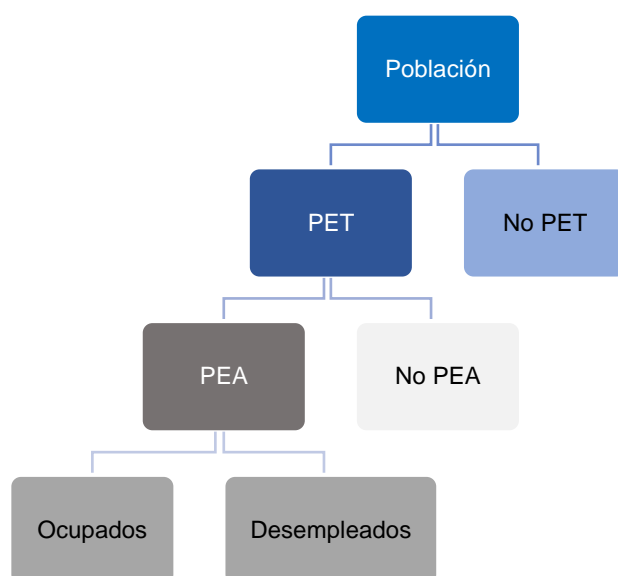 Población
PET
No PET
PEA
No PEA
Ocupados
Desempleados